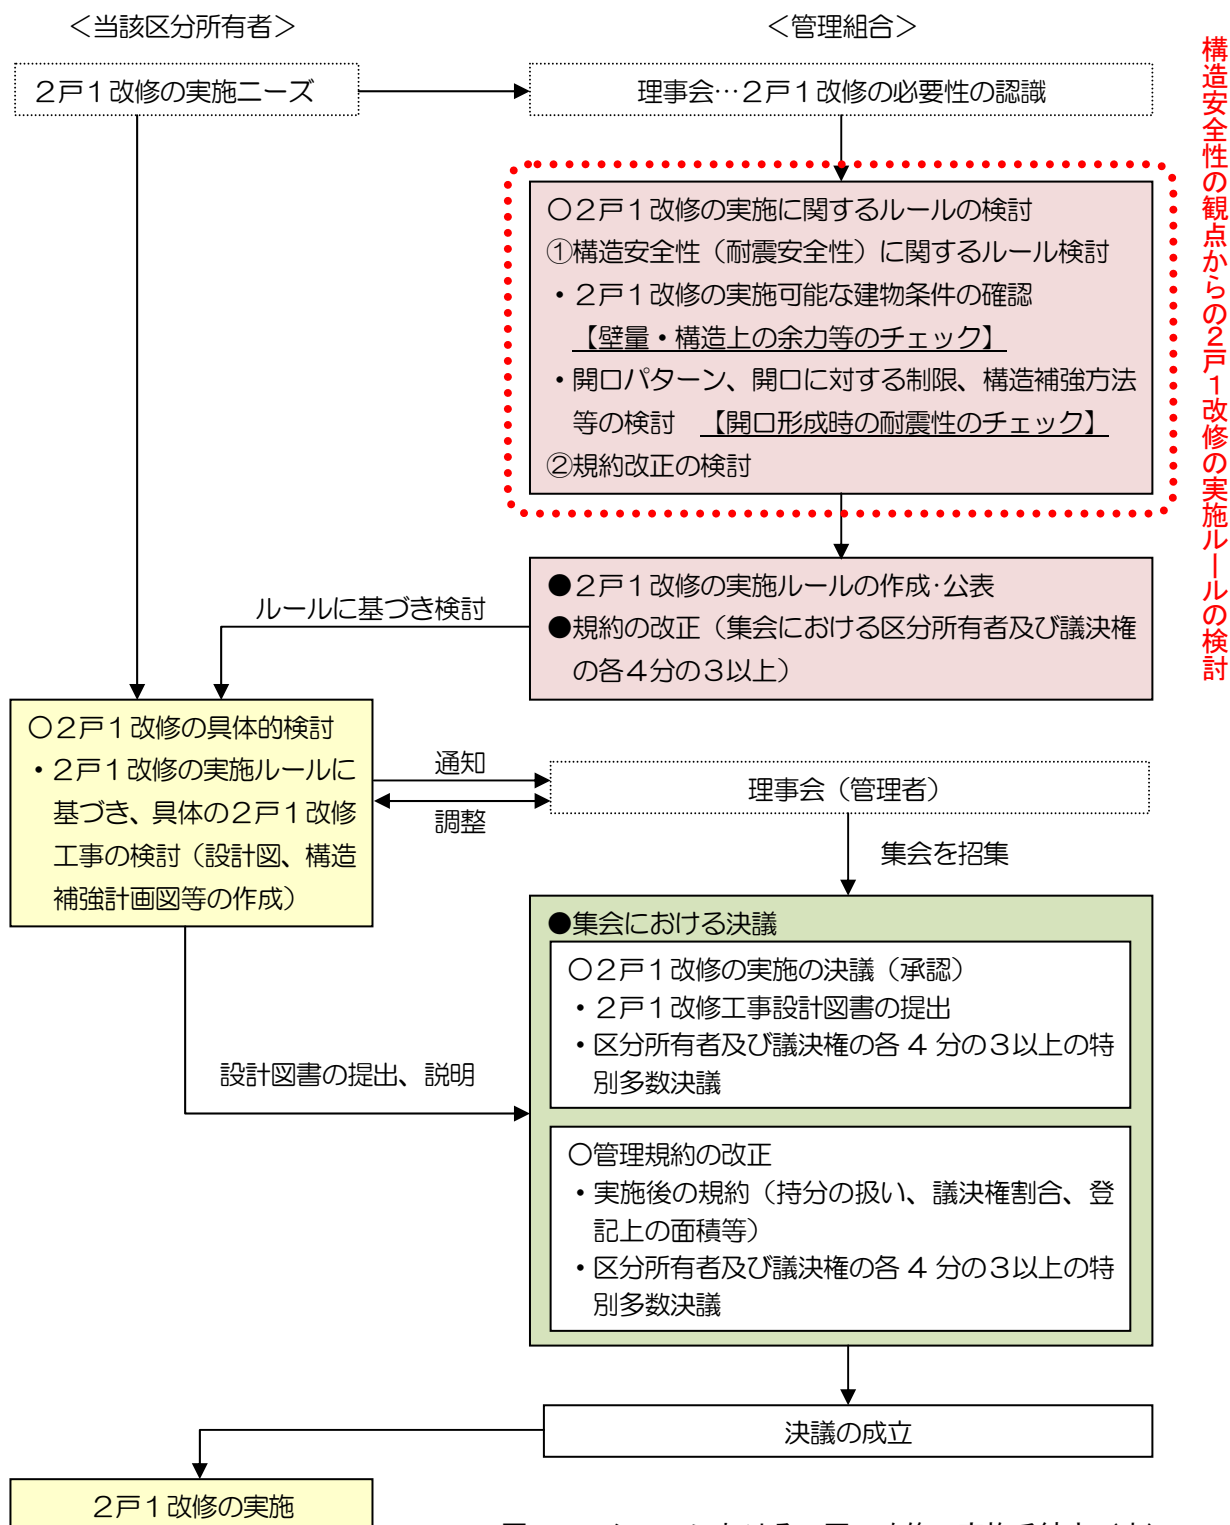 ＜当該区分所有者＞
＜管理組合＞
２戸１改修の実施ニーズ
理事会…２戸１改修の必要性の認識
構造安全性の観点からの２戸１改修の実施ルールの検討
○２戸１改修の実施に関するルールの検討
①構造安全性（耐震安全性）に関するルール検討
・２戸１改修の実施可能な建物条件の確認
【壁量・構造上の余力等のチェック】
・開口パターン、開口に対する制限、構造補強方法
等の検討　【開口形成時の耐震性のチェック】
②規約改正の検討
●２戸１改修の実施ルールの作成･公表
●規約の改正（集会における区分所有者及び議決権
の各４分の３以上）
ルールに基づき検討
○２戸１改修の具体的検討
・２戸１改修の実施ルールに
基づき、具体の２戸１改修
工事の検討（設計図、構造
補強計画図等の作成）
通知
調整
理事会（管理者）
集会を招集
●集会における決議
○２戸１改修の実施の決議（承認）
・２戸１改修工事設計図書の提出
・区分所有者及び議決権の各 4 分の３以上の特
別多数決議
設計図書の提出、説明
○管理規約の改正
・実施後の規約（持分の扱い、議決権割合、登
記上の面積等）
・区分所有者及び議決権の各 4 分の３以上の特
別多数決議
決議の成立
２戸１改修の実施